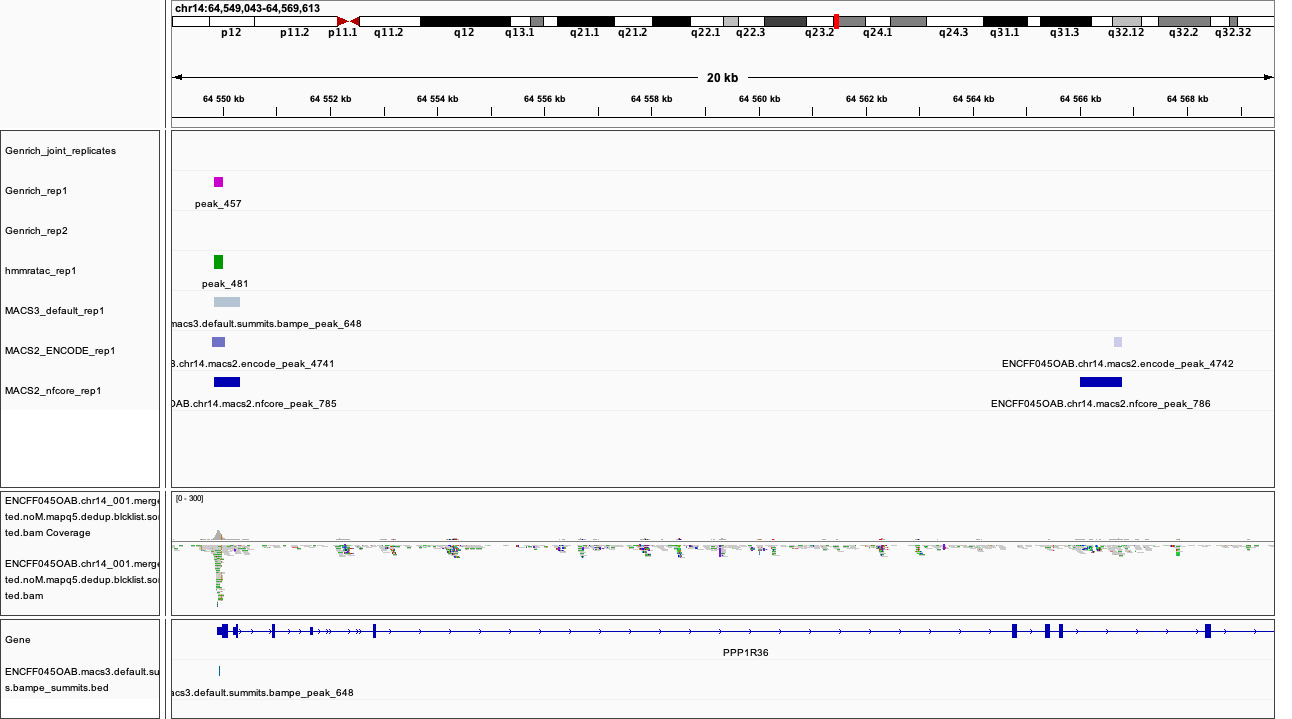 chr14:64,549,043-64,569,613
p12 p11.2 p11.1 q11.2 q12 q13.1 q21.1 q21.2 q22.1 q22.3 q23.2 q24.1 q24.3 q31.1 q31.3 q32.12 q32.2 q32.32
20 kb
64 550 kb 64 552 kb 64 554 kb 64 556 kb 64 558 kb 64 560 kb 64 562 kb 64 564 kb 64 566 kb 64 568 kb
Genrich_joint_replicates
Genrich_rep1
peak_457
Genrich_rep2
hmmratac_rep1
peak_481
MACS3_default_rep1
macs3.default.summits.bampe_peak_648
MACS2_ENCODE_rep1
B.chr14.macs2.encode_peak_4741 ENCFF045OAB.chr14.macs2.encode_peak_4742
MACS2_nfcore_rep1
OAB.chr14.macs2.nfcore_peak_785 ENCFF045OAB.chr14.macs2.nfcore_peak_786
ENCFF045OAB.chr14_001.merge
ted.noM.mapq5.dedup.blcklist.so
ted.bam Coverage
[0 - 300]
ENCFF045OAB.chr14_001.merge
ted.noM.mapq5.dedup.blcklist.so
ted.bam
Gene
PPP1R36
ENCFF045OAB.macs3.default.su
s.bampe_summits.bed
acs3.default.summits.bampe_peak_648